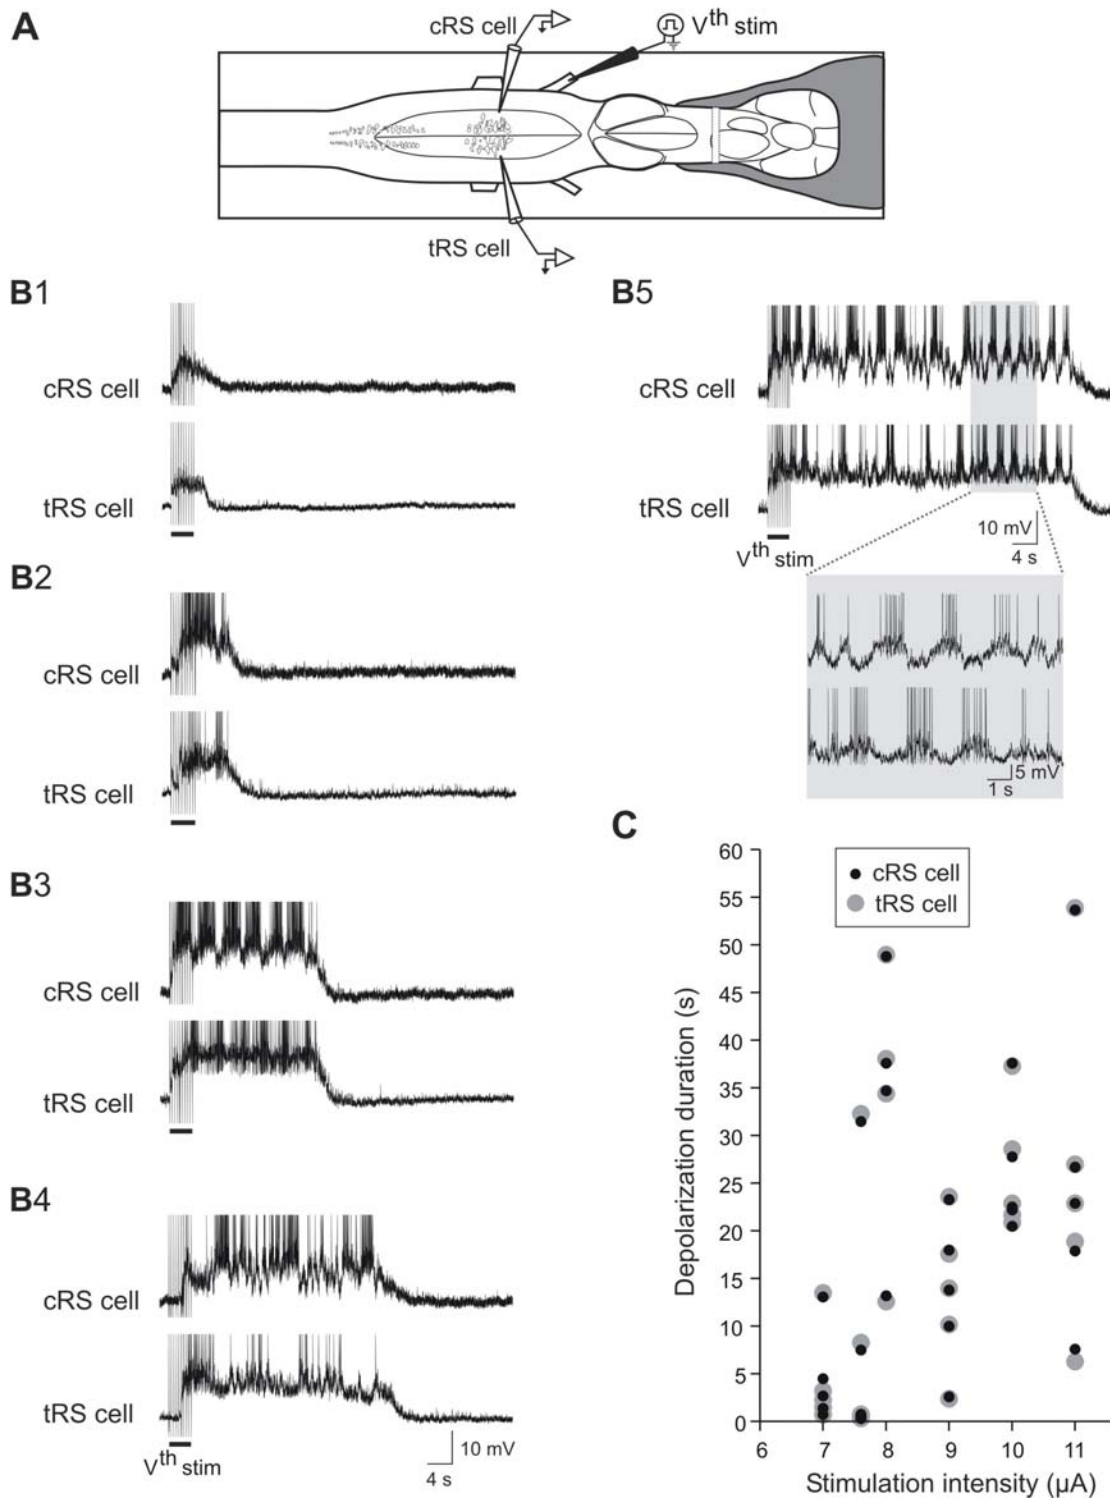 A
cRS cell
Vth stim
tRS cell
B1
cRS cell
tRS cell
B2
cRS cell
tRS cell
B3
cRS cell
tRS cell
B4
cRS cell
tRS cell
Vth stim
10 mV
4 s
B5
cRS cell
tRS cell
Vth stim
10 mV
4 s
5 mV
1 s
C
cRS cell
tRS cell
Depolarization duration (s)
60
55
50
45
40
35
30
25
20
15
10
5
0
6 7 8 9 10 11
Stimulation intensity (µA)